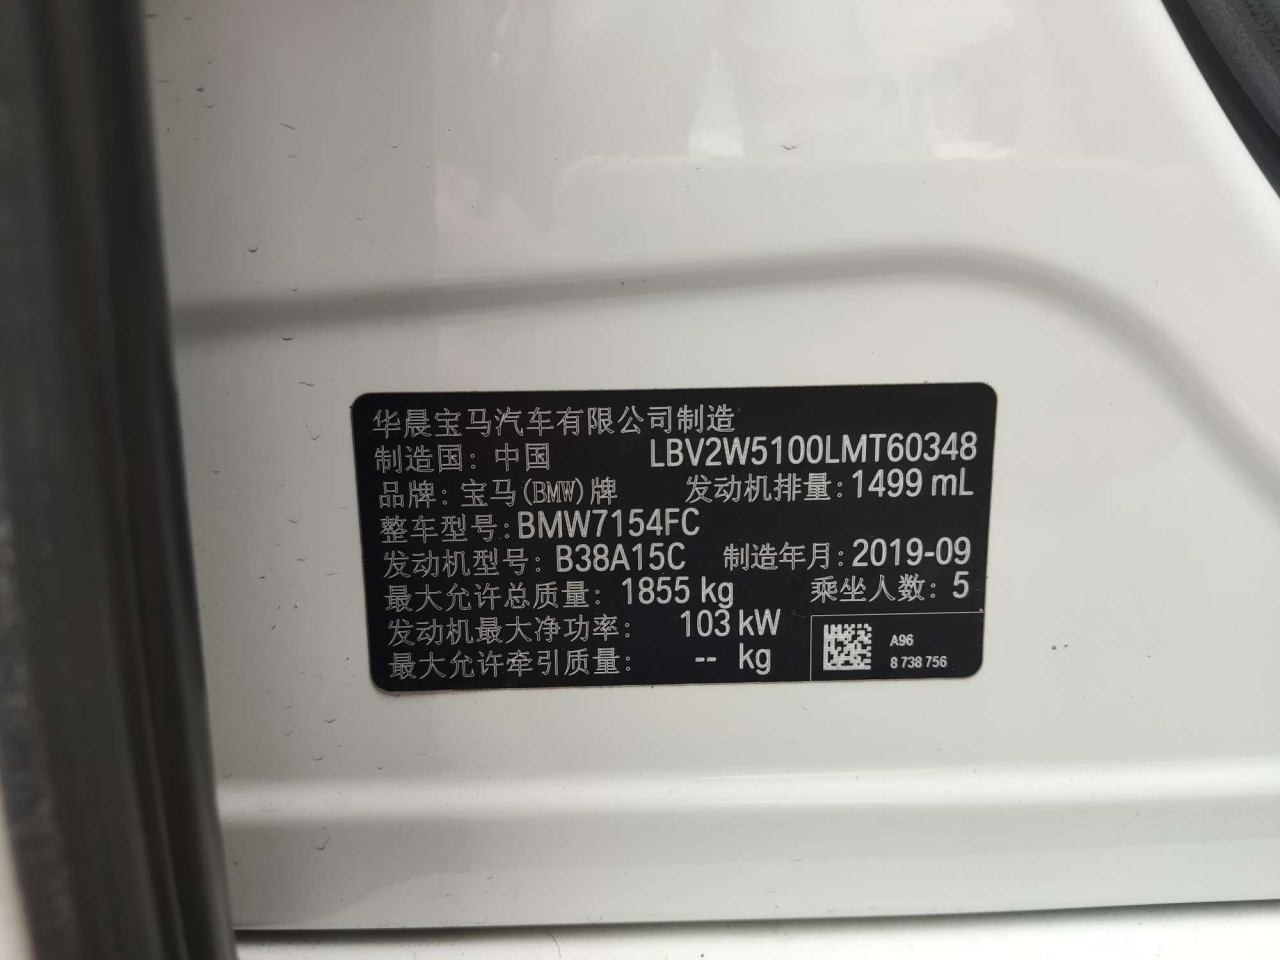 华晨宝马汽车有限公司制造
制造国: 中国 LBV2W5100LMT60348
品牌: 宝马(BMW)牌 发动机排量: 1499 mL
整车型号: BMW7154FC
发动机型号: B38A15C 制造年月: 2019-09
最大允许总质量: 1855 kg 乘坐人数: 5
发动机最大净功率: 103 kW
最大允许牵引质量: -- kg
A96
8 738 756